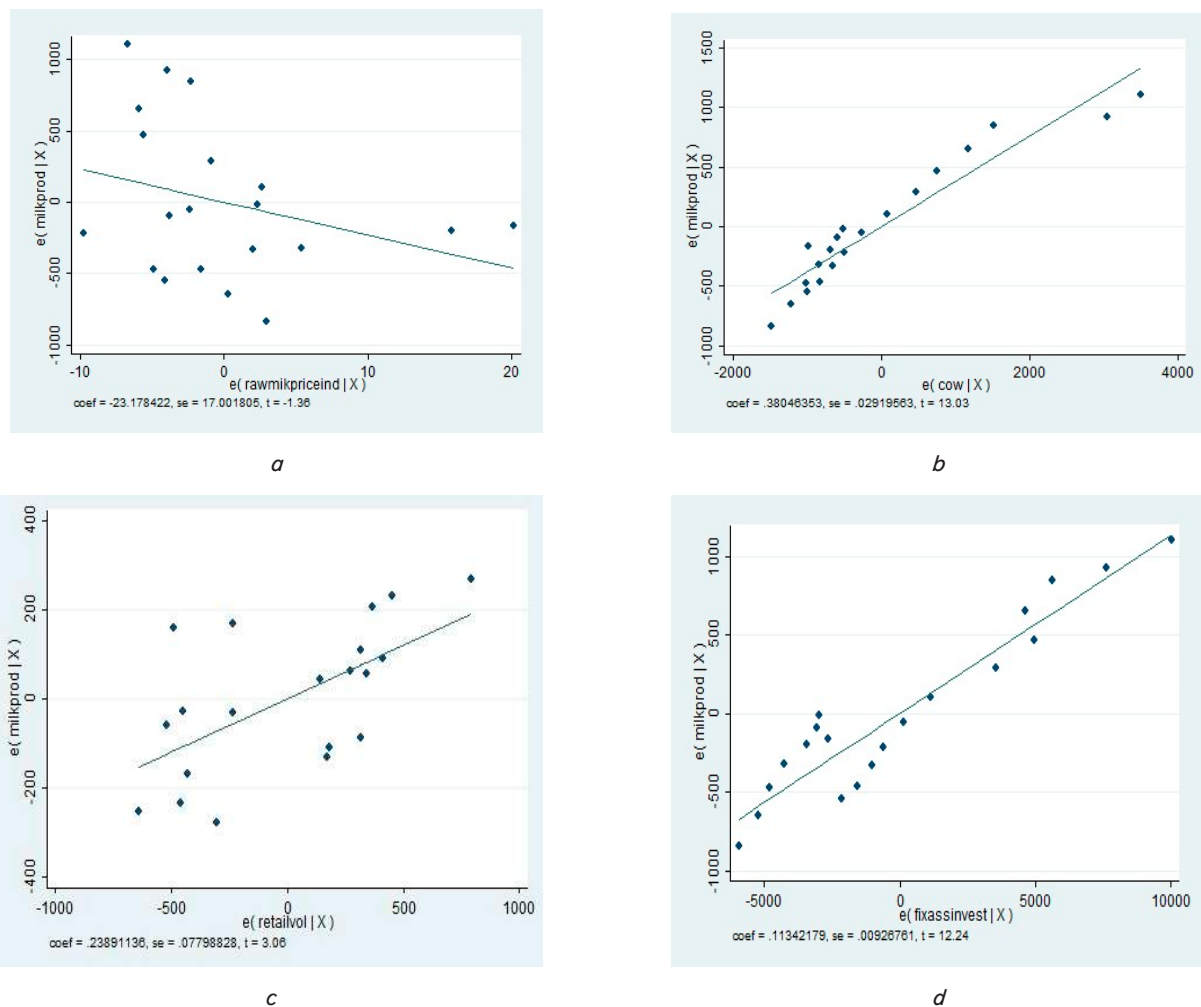 e( milkprod | X )
1000
500
0
-500
-1000
-10
0
10
20
e( rawmikpriceind | X )
coef = -23.178422, se = 17.001805, t = -1.36
a
e( milkprod | X )
1500
1000
500
0
-500
-1000
-2000
0
2000
4000
e( cow | X )
coef = .38046353, se = .02919563, t = 13.03
b
e( milkprod | X )
400
200
0
-200
-400
-1000
-500
0
500
1000
e( retailvol | X )
coef = .23891136, se = .07798828, t = 3.06
c
e( milkprod | X )
1000
500
0
-500
-1000
-5000
0
5000
10000
e( fixassinvest | X )
coef = .11342179, se = .00926761, t = 12.24
d